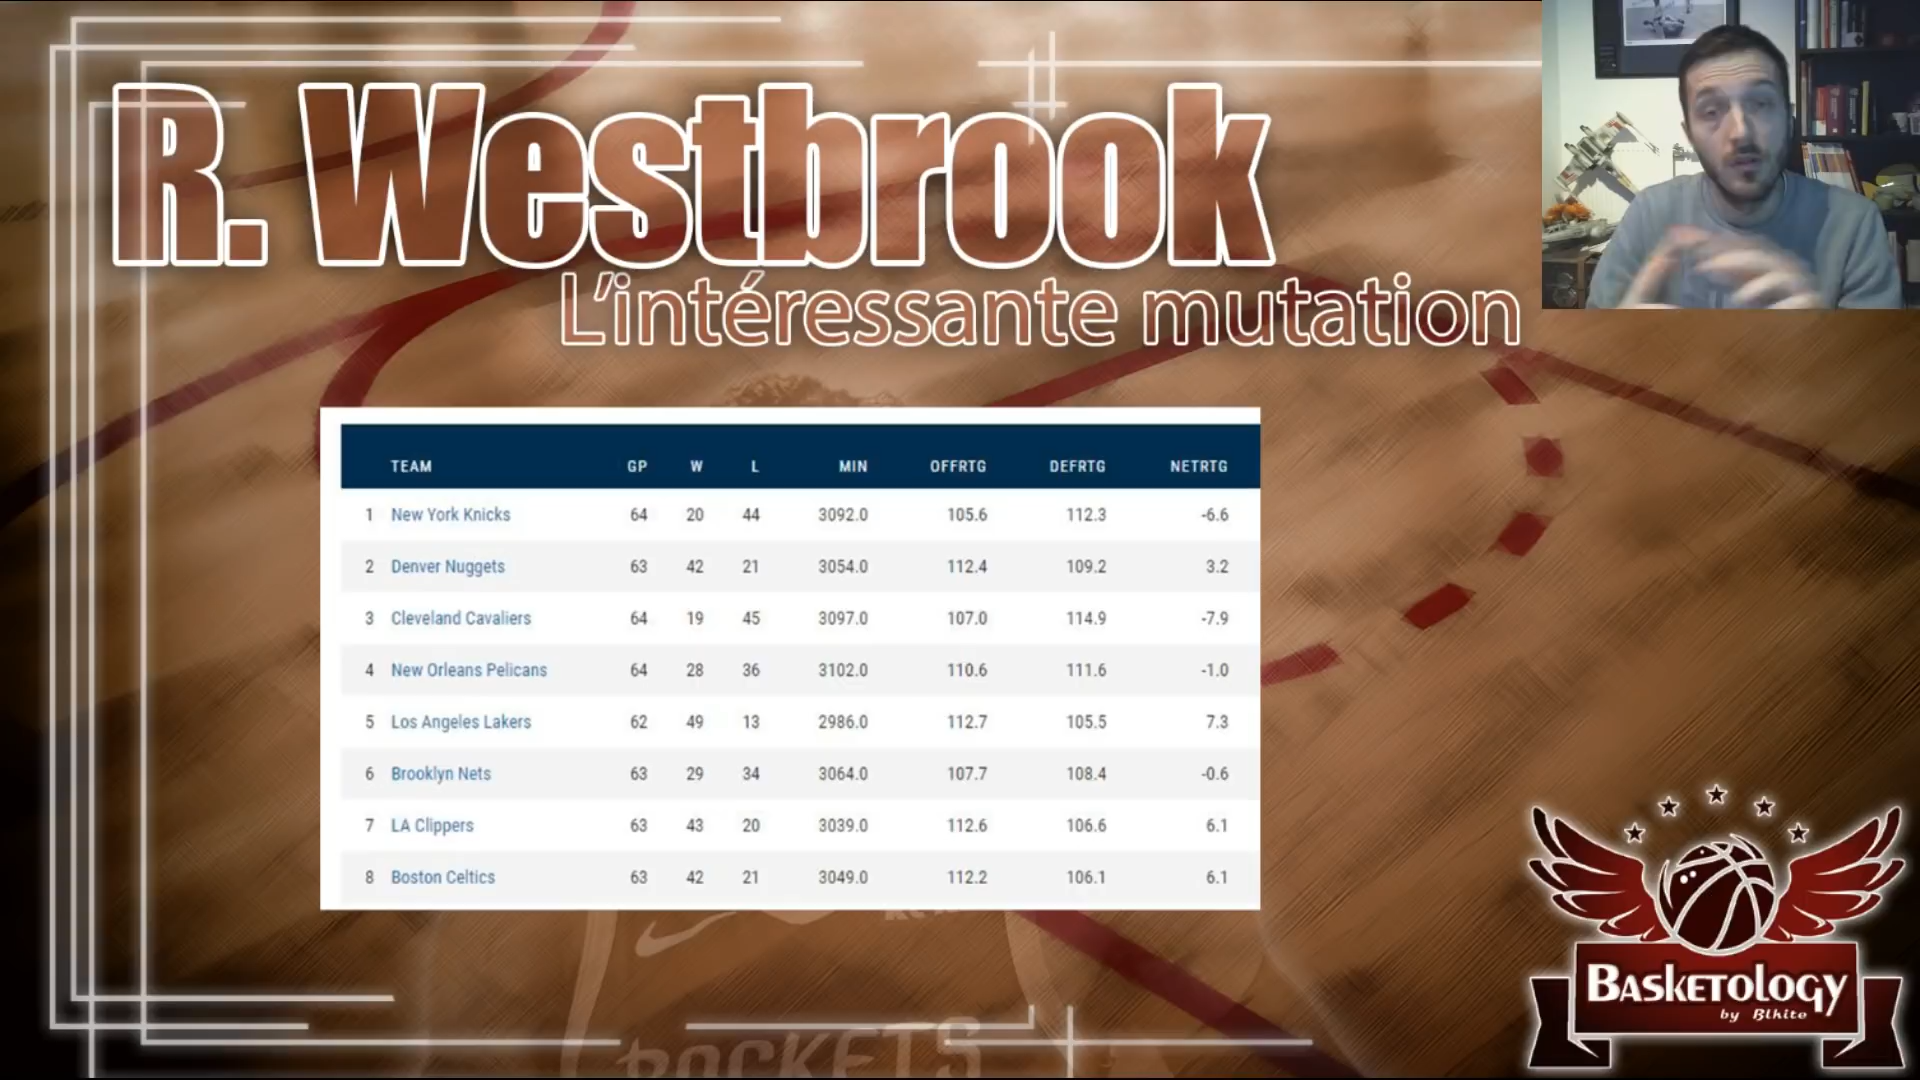 R. Westbrook
L'intéressante mutation
TEAM GP W L MIN OFFRTG DEFRTG NETRTG
1 New York Knicks 64 20 44 3092.0 105.6 112.3 -6.6
2 Denver Nuggets 63 42 21 3054.0 112.4 109.2 3.2
3 Cleveland Cavaliers 64 19 45 3097.0 107.0 114.9 -7.9
4 New Orleans Pelicans 64 28 36 3102.0 110.6 111.6 -1.0
5 Los Angeles Lakers 62 49 13 2986.0 112.7 105.5 7.3
6 Brooklyn Nets 63 29 34 3064.0 107.7 108.4 -0.6
7 LA Clippers 63 43 20 3039.0 112.6 106.6 6.1
8 Boston Celtics 63 42 21 3049.0 112.2 106.1 6.1
BASKETOLOGY
by Blkite
ROCKETS